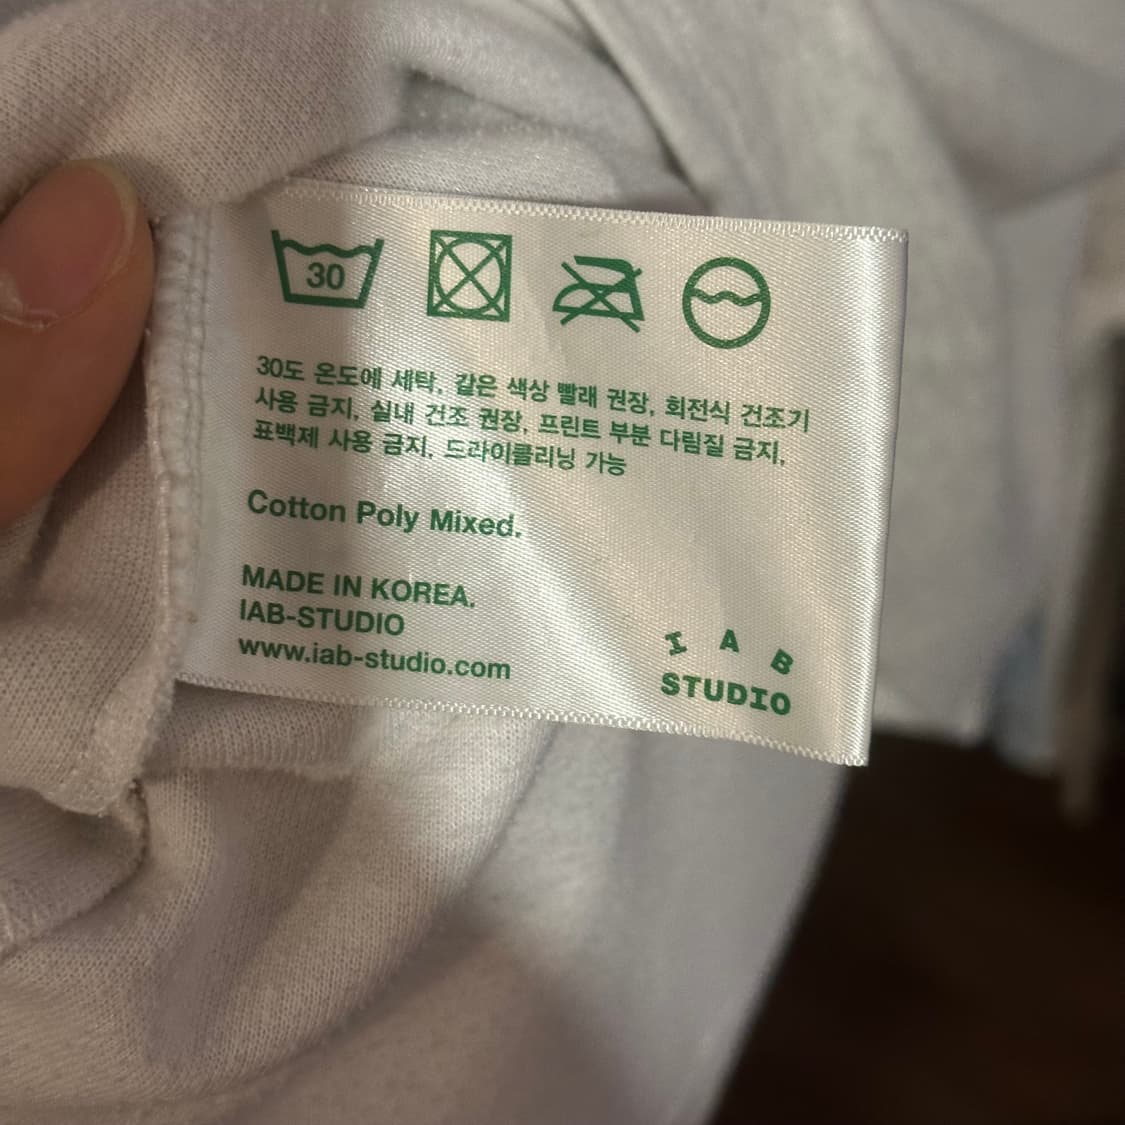 30
30도 온도에 세탁, 같은 색상 빨래 권장, 회전식 건조기
사용 금지, 실내 건조 권장, 프린트 부분 다림질 금지,
표백제 사용 금지, 드라이클리닝 가능
Cotton Poly Mixed.
MADE IN KOREA.
IAB-STUDIO
www.iab-studio.com
I A B
STUDIO